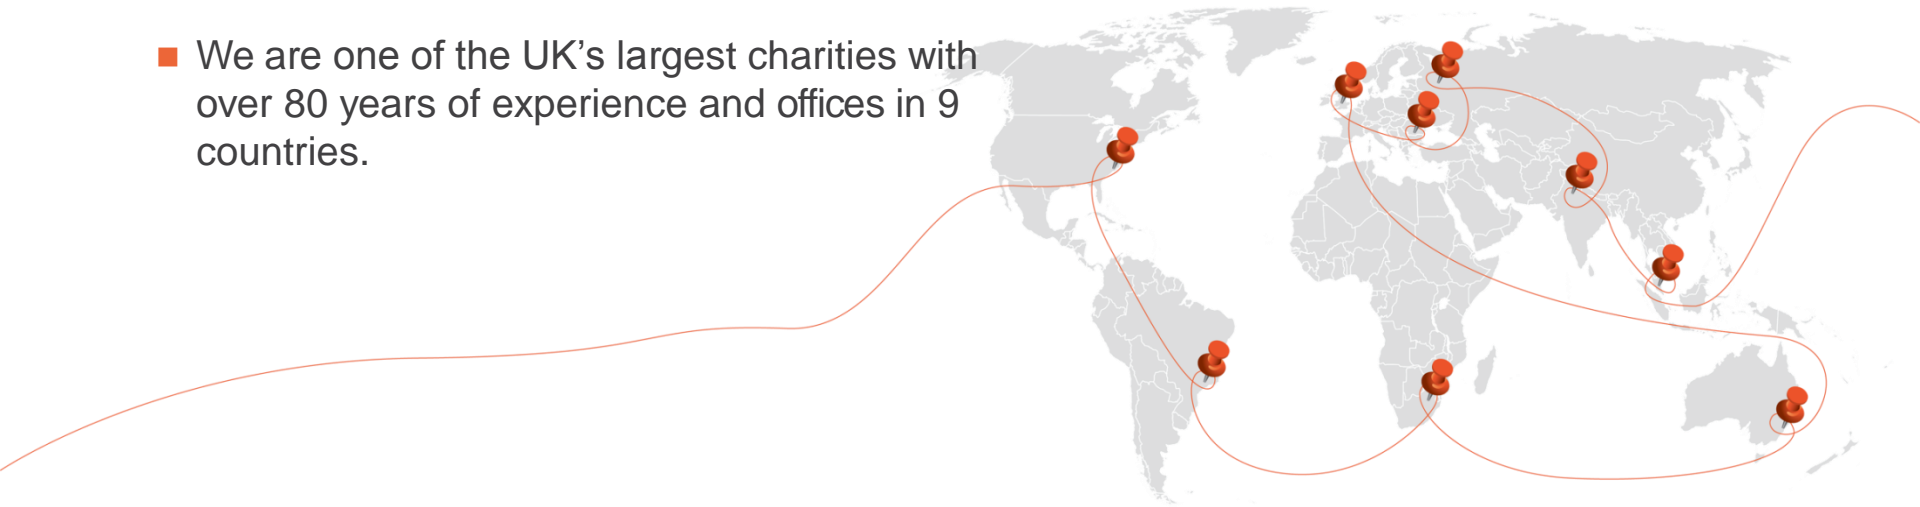 We are one of the UK’s largest charities with
over 80 years of experience and offices in 9
countries.